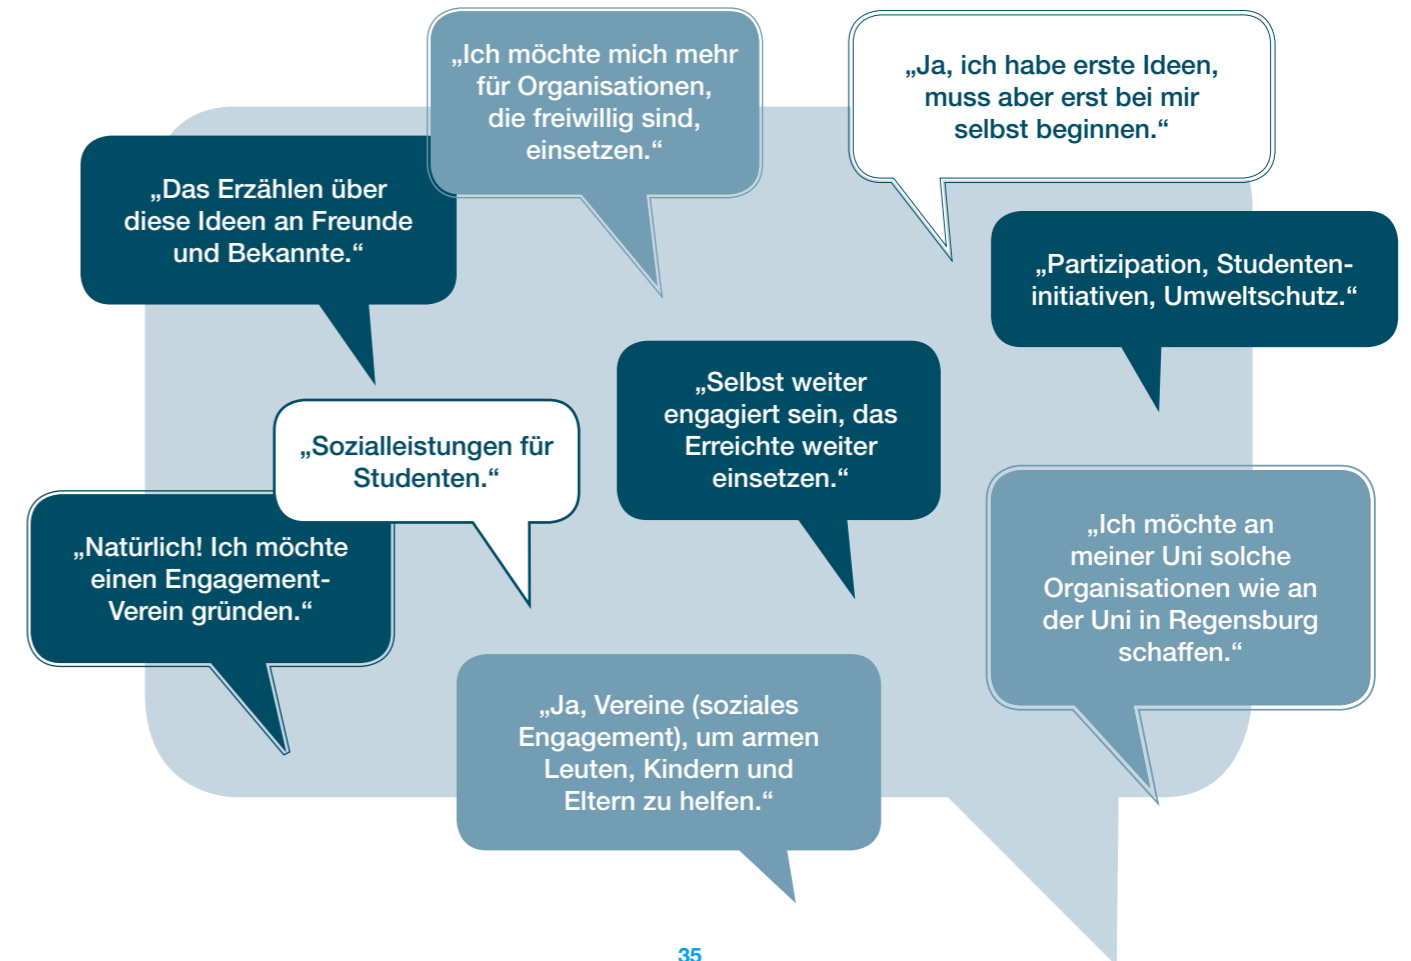 „Ich möchte mich mehr
für Organisationen,
die freiwillig sind,
einsetzen.“
„Ja, ich habe erste Ideen,
muss aber erst bei mir
selbst beginnen.“
„Das Erzählen über
diese Ideen an Freunde
und Bekannte.“
„Partizipation, Studenten-
initiativen, Umweltschutz.“
„Selbst weiter
engagiert sein, das
Erreichte weiter
einsetzen.“
„Sozialleistungen für
Studenten.“
„Natürlich! Ich möchte
einen Engagement-
Verein gründen.“
„Ich möchte an
meiner Uni solche
Organisationen wie an
der Uni in Regensburg
schaffen.“
„Ja, Vereine (soziales
Engagement), um armen
Leuten, Kindern und
Eltern zu helfen.“
35